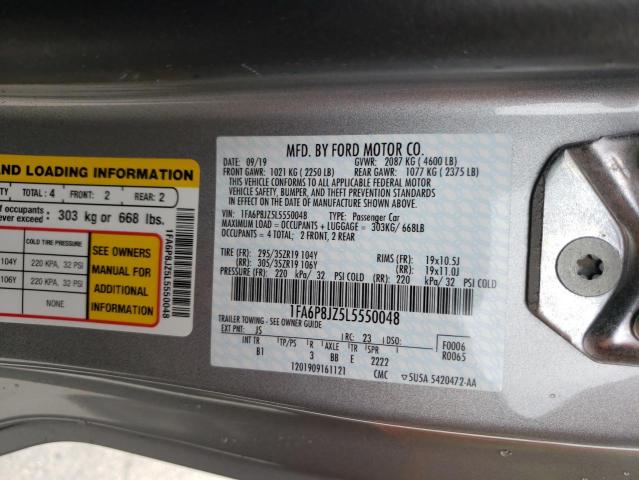 AND LOADING INFORMATION
TOTAL: 4 FRONT: 2 REAR: 2
of occupants
ever exceed : 303 kg or 668 lbs.
COLD TIRE PRESSURE
104Y 220 KPA, 32 PSI
106Y 220 KPA, 32 PSI
NONE
SEE OWNERS
MANUAL FOR
ADDITIONAL
INFORMATION
1FA6P8JZ5L5550048
MFD. BY FORD MOTOR CO.
DATE: 09/19 GVWR: 2087 KG ( 4600 LB)
FRONT GAWR: 1021 KG ( 2250 LB) REAR GAWR: 1077 KG ( 2375 LB)
THIS VEHICLE CONFORMS TO ALL APPLICABLE FEDERAL MOTOR
VEHICLE SAFETY, BUMPER, AND THEFT PREVENTION STANDARDS
IN EFFECT ON THE DATE OF MANUFACTURE SHOWN ABOVE.
VIN: 1FA6P8JZ5L5550048 TYPE: Passenger Car
MAXIMUM LOAD = OCCUPANTS + LUGGAGE = 303KG/ 668LB
OCCUPANTS = 4 TOTAL; 2 FRONT, 2 REAR
TIRE (FR): 295/35ZR19 104Y RIM (FR): 19x10.5J
TIRE (RR): 305/35ZR19 106Y (RR): 19x11.0J
PRESSURE (FR): 220 kPa/ 32 PSI COLD (RR): 220 kPa/ 32 PSI COLD
1FA6P8JZ5L5550048
TRAILER TOWING - SEE OWNER GUIDE
EXT PNT: JS RC: 23 DSO: F0006
INT TR TP/PS R AXLE TR SPR R0065
B1 3 BB E 2222
1201909161121 CMC SUSA 5420472-AA